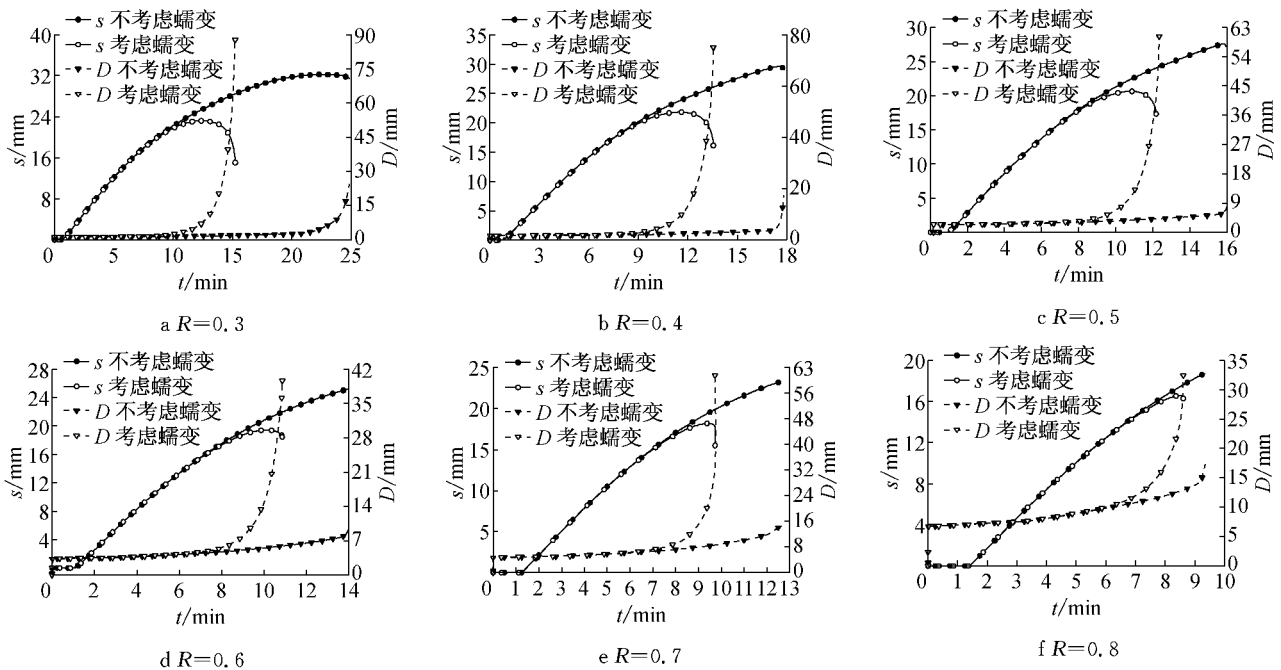 s 不考虑蠕变
s 考虑蠕变
D 不考虑蠕变
D 考虑蠕变
40
32
24
16
8
90
75
60
45
30
15
0
s/mm
D/mm
0 5 10 15 20 25
t/min
a R=0.3
s 不考虑蠕变
s 考虑蠕变
D 不考虑蠕变
D 考虑蠕变
40
35
30
25
20
15
10
5
80
60
40
20
0
s/mm
D/mm
0 3 6 9 12 15 18
t/min
b R=0.4
s 不考虑蠕变
s 考虑蠕变
D 不考虑蠕变
D 考虑蠕变
30
25
20
15
10
5
63
54
45
36
27
18
9
0
s/mm
D/mm
0 2 4 6 8 10 12 14 16
t/min
c R=0.5
s 不考虑蠕变
s 考虑蠕变
D 不考虑蠕变
D 考虑蠕变
28
24
20
16
12
8
4
42
35
28
21
14
7
0
s/mm
D/mm
0 2 4 6 8 10 12 14
t/min
d R=0.6
s 不考虑蠕变
s 考虑蠕变
D 不考虑蠕变
D 考虑蠕变
25
20
15
10
5
63
56
48
40
32
24
16
8
0
s/mm
D/mm
0 1 2 3 4 5 6 7 8 9 10 11 12 13
t/min
e R=0.7
s 不考虑蠕变
s 考虑蠕变
D 不考虑蠕变
D 考虑蠕变
20
16
12
8
4
0
35
30
25
20
15
10
5
0
s/mm
D/mm
0 1 2 3 4 5 6 7 8 9 10
t/min
f R=0.8